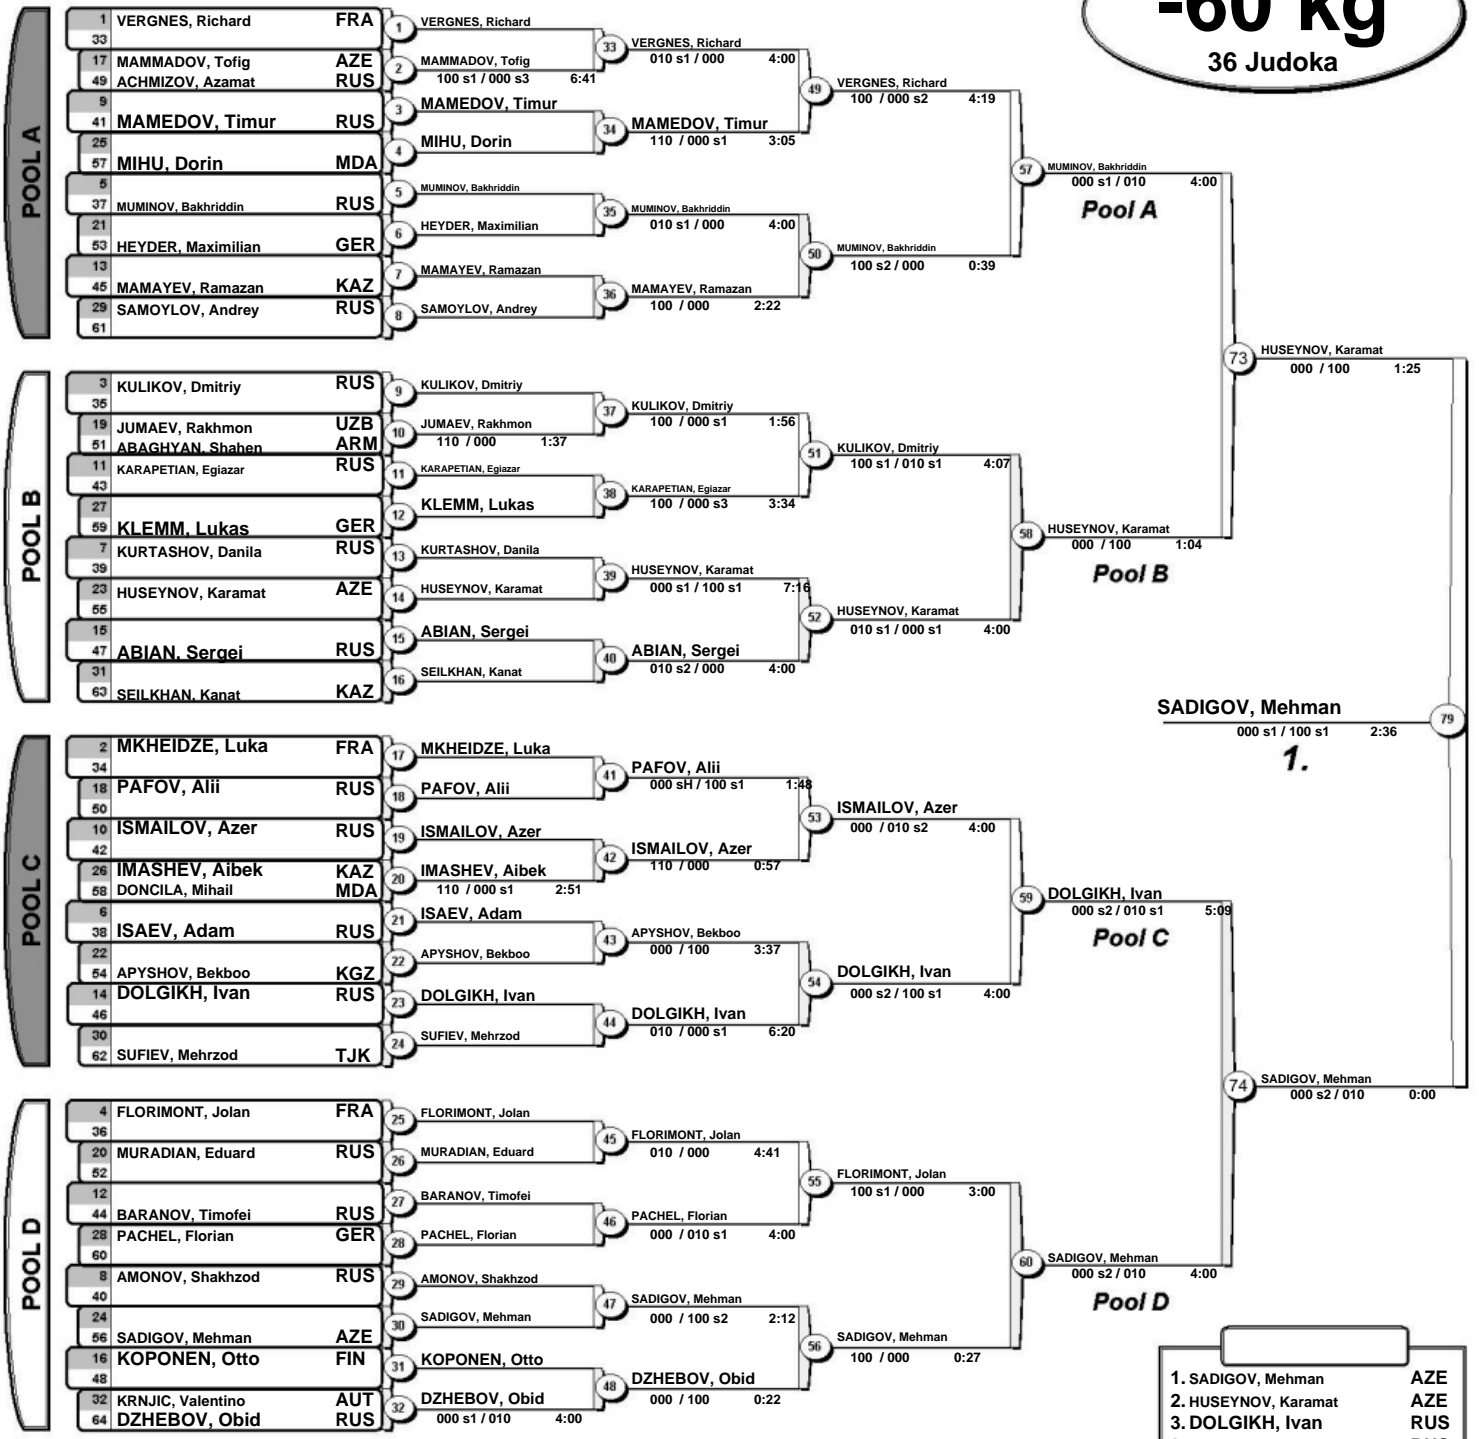 -60 kg
36 Judoka
POOL A
1 VERGNES, Richard FRA
33
17 MAMMADOV, Tofig AZE
49 ACHMIZOV, Azamat RUS
9
41 MAMEDOV, Timur RUS
25
57 MIHU, Dorin MDA
5
37 MUMINOV, Bakhriddin RUS
21
53 HEYDER, Maximilian GER
13
45 MAMAYEV, Ramazan KAZ
29 SAMOYLOV, Andrey RUS
61
1 VERGNES, Richard
2 MAMMADOV, Tofig
100 s1 / 000 s3 6:41
3 MAMEDOV, Timur
4 MIHU, Dorin
5 MUMINOV, Bakhriddin
6 HEYDER, Maximilian
7 MAMAYEV, Ramazan
8 SAMOYLOV, Andrey
33 VERGNES, Richard
010 s1 / 000 4:00
34 MAMEDOV, Timur
110 / 000 s1 3:05
35 MUMINOV, Bakhriddin
010 s1 / 000 4:00
36 MAMAYEV, Ramazan
100 / 000 2:22
49 VERGNES, Richard
100 / 000 s2 4:19
50 MUMINOV, Bakhriddin
100 s2 / 000 0:39
57 MUMINOV, Bakhriddin
000 s1 / 010 4:00
Pool A
POOL B
3 KULIKOV, Dmitriy RUS
35
19 JUMAEV, Rakhmon UZB
51 ABAGHYAN, Shahen ARM
11 KARAPETIAN, Egiazar RUS
43
27
59 KLEMM, Lukas GER
7 KURTASHOV, Danila RUS
39
23 HUSEYNOV, Karamat AZE
55
15
47 ABIAN, Sergei RUS
31
63 SEILKHAN, Kanat KAZ
9 KULIKOV, Dmitriy
10 JUMAEV, Rakhmon
110 / 000 1:37
11 KARAPETIAN, Egiazar
12 KLEMM, Lukas
13 KURTASHOV, Danila
14 HUSEYNOV, Karamat
15 ABIAN, Sergei
16 SEILKHAN, Kanat
37 KULIKOV, Dmitriy
100 / 000 s1 1:56
38 KARAPETIAN, Egiazar
100 / 000 s3 3:34
39 HUSEYNOV, Karamat
000 s1 / 100 s1 7:16
40 ABIAN, Sergei
010 s2 / 000 4:00
51 KULIKOV, Dmitriy
100 s1 / 010 s1 4:07
52 HUSEYNOV, Karamat
010 s1 / 000 s1 4:00
58 HUSEYNOV, Karamat
000 / 100 1:04
Pool B
73 HUSEYNOV, Karamat
000 / 100 1:25
SADIGOV, Mehman 79
000 s1 / 100 s1 2:36
1.
POOL C
2 MKHEIDZE, Luka FRA
34
18 PAFOV, Alii RUS
50
10 ISMAILOV, Azer RUS
42
26 IMASHEV, Aibek KAZ
58 DONCILA, Mihail MDA
6
38 ISAEV, Adam RUS
22
54 APYSHOV, Bekboo KGZ
14 DOLGIKH, Ivan RUS
46
30
62 SUFIEV, Mehrzod TJK
17 MKHEIDZE, Luka
18 PAFOV, Alii
19 ISMAILOV, Azer
20 IMASHEV, Aibek
110 / 000 s1 2:51
21 ISAEV, Adam
22 APYSHOV, Bekboo
23 DOLGIKH, Ivan
24 SUFIEV, Mehrzod
41 PAFOV, Alii
000 sH / 100 s1 1:48
42 ISMAILOV, Azer
110 / 000 0:57
43 APYSHOV, Bekboo
000 / 100 3:37
44 DOLGIKH, Ivan
010 / 000 s1 6:20
53 ISMAILOV, Azer
000 / 010 s2 4:00
54 DOLGIKH, Ivan
000 s2 / 100 s1 4:00
59 DOLGIKH, Ivan
000 s2 / 010 s1 5:09
Pool C
POOL D
4 FLORIMONT, Jolan FRA
36
20 MURADIAN, Eduard RUS
52
12
44 BARANOV, Timofei RUS
28 PACHEL, Florian GER
60
8 AMONOV, Shakhzod RUS
40
24
56 SADIGOV, Mehman AZE
16 KOPONEN, Otto FIN
48
32 KRNJIC, Valentino AUT
64 DZHEBOV, Obid RUS
25 FLORIMONT, Jolan
26 MURADIAN, Eduard
27 BARANOV, Timofei
28 PACHEL, Florian
29 AMONOV, Shakhzod
30 SADIGOV, Mehman
31 KOPONEN, Otto
32 DZHEBOV, Obid
000 s1 / 010 4:00
45 FLORIMONT, Jolan
010 / 000 4:41
46 PACHEL, Florian
000 / 010 s1 4:00
47 SADIGOV, Mehman
000 / 100 s2 2:12
48 DZHEBOV, Obid
000 / 100 0:22
55 FLORIMONT, Jolan
100 s1 / 000 3:00
56 SADIGOV, Mehman
100 / 000 0:27
60 SADIGOV, Mehman
000 s2 / 010 4:00
Pool D
74 SADIGOV, Mehman
000 s2 / 010 0:00
1. SADIGOV, Mehman AZE
2. HUSEYNOV, Karamat AZE
3. DOLGIKH, Ivan RUS